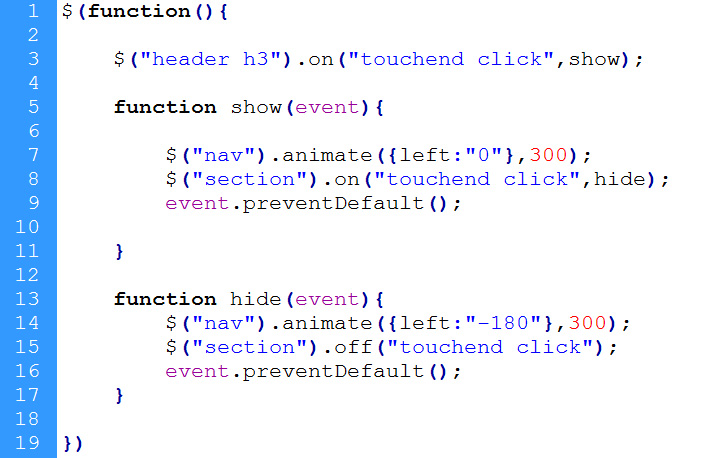 1 $(function(){
2
3 $("header h3").on("touchend click",show);
4
5 function show(event){
6
7 $("nav").animate({left:"0"},300);
8 $("section").on("touchend click",hide);
9 event.preventDefault();
10
11 }
12
13 function hide(event){
14 $("nav").animate({left:"-180"},300);
15 $("section").off("touchend click");
16 event.preventDefault();
17 }
18
19 })